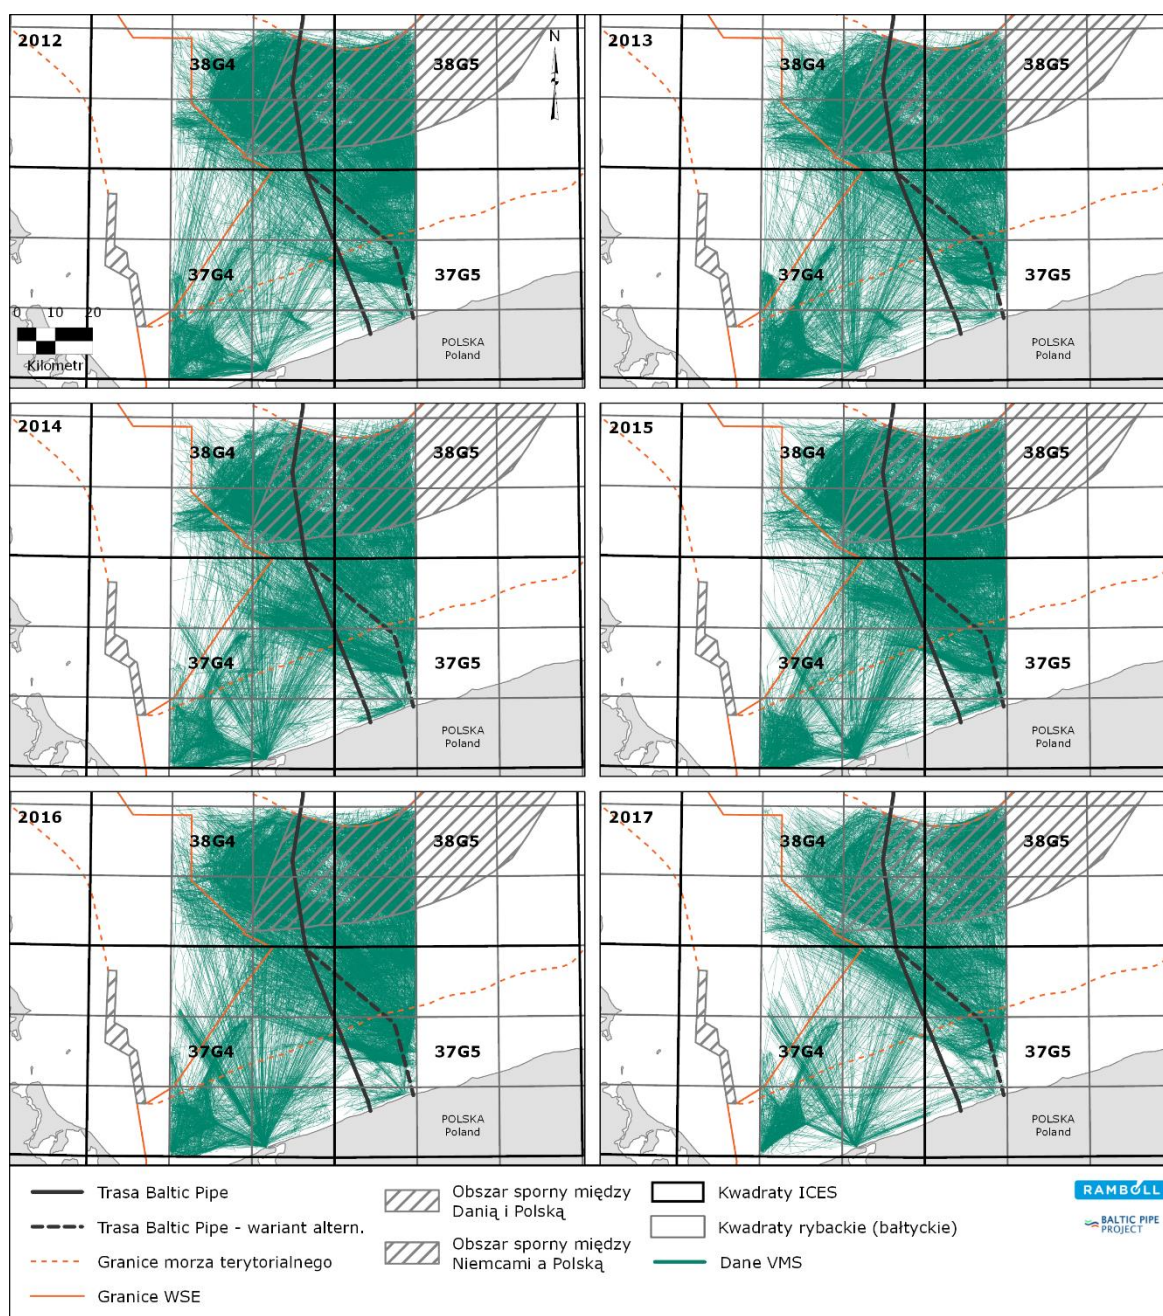 2012
38G4
N
38G5
37G4
37G5
0 10 20
Kilometr
POLSKA
Poland
2013
38G4
38G5
37G4
37G5
POLSKA
Poland
2014
38G4
38G5
37G4
37G5
POLSKA
Poland
2015
38G4
38G5
37G4
37G5
POLSKA
Poland
2016
38G4
38G5
37G4
37G5
POLSKA
Poland
2017
38G4
38G5
37G4
37G5
POLSKA
Poland
Trasa Baltic Pipe
Trasa Baltic Pipe - wariant altern.
Granice morza terytorialnego
Granice WSE
Obszar sporny między
Danią i Polską
Obszar sporny między
Niemcami a Polską
Kwadraty ICES
Kwadraty rybackie (bałtyckie)
Dane VMS
RAMBOLL
BALTIC PIPE
PROJECT